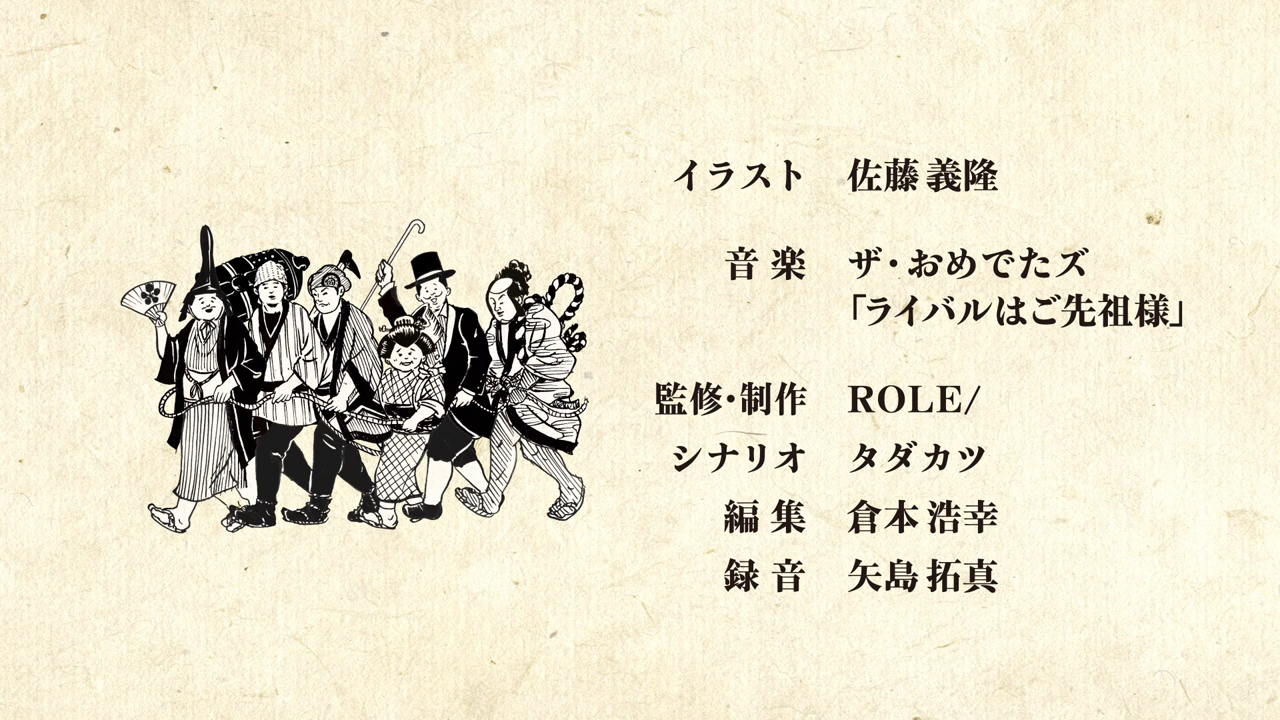 イラスト 佐藤義隆
音楽 ザ・おめでたズ
「ライバルはご先祖様」
監修・制作 ROLE/
シナリオ タダカツ
編集 倉本浩幸
録音 矢島拓真